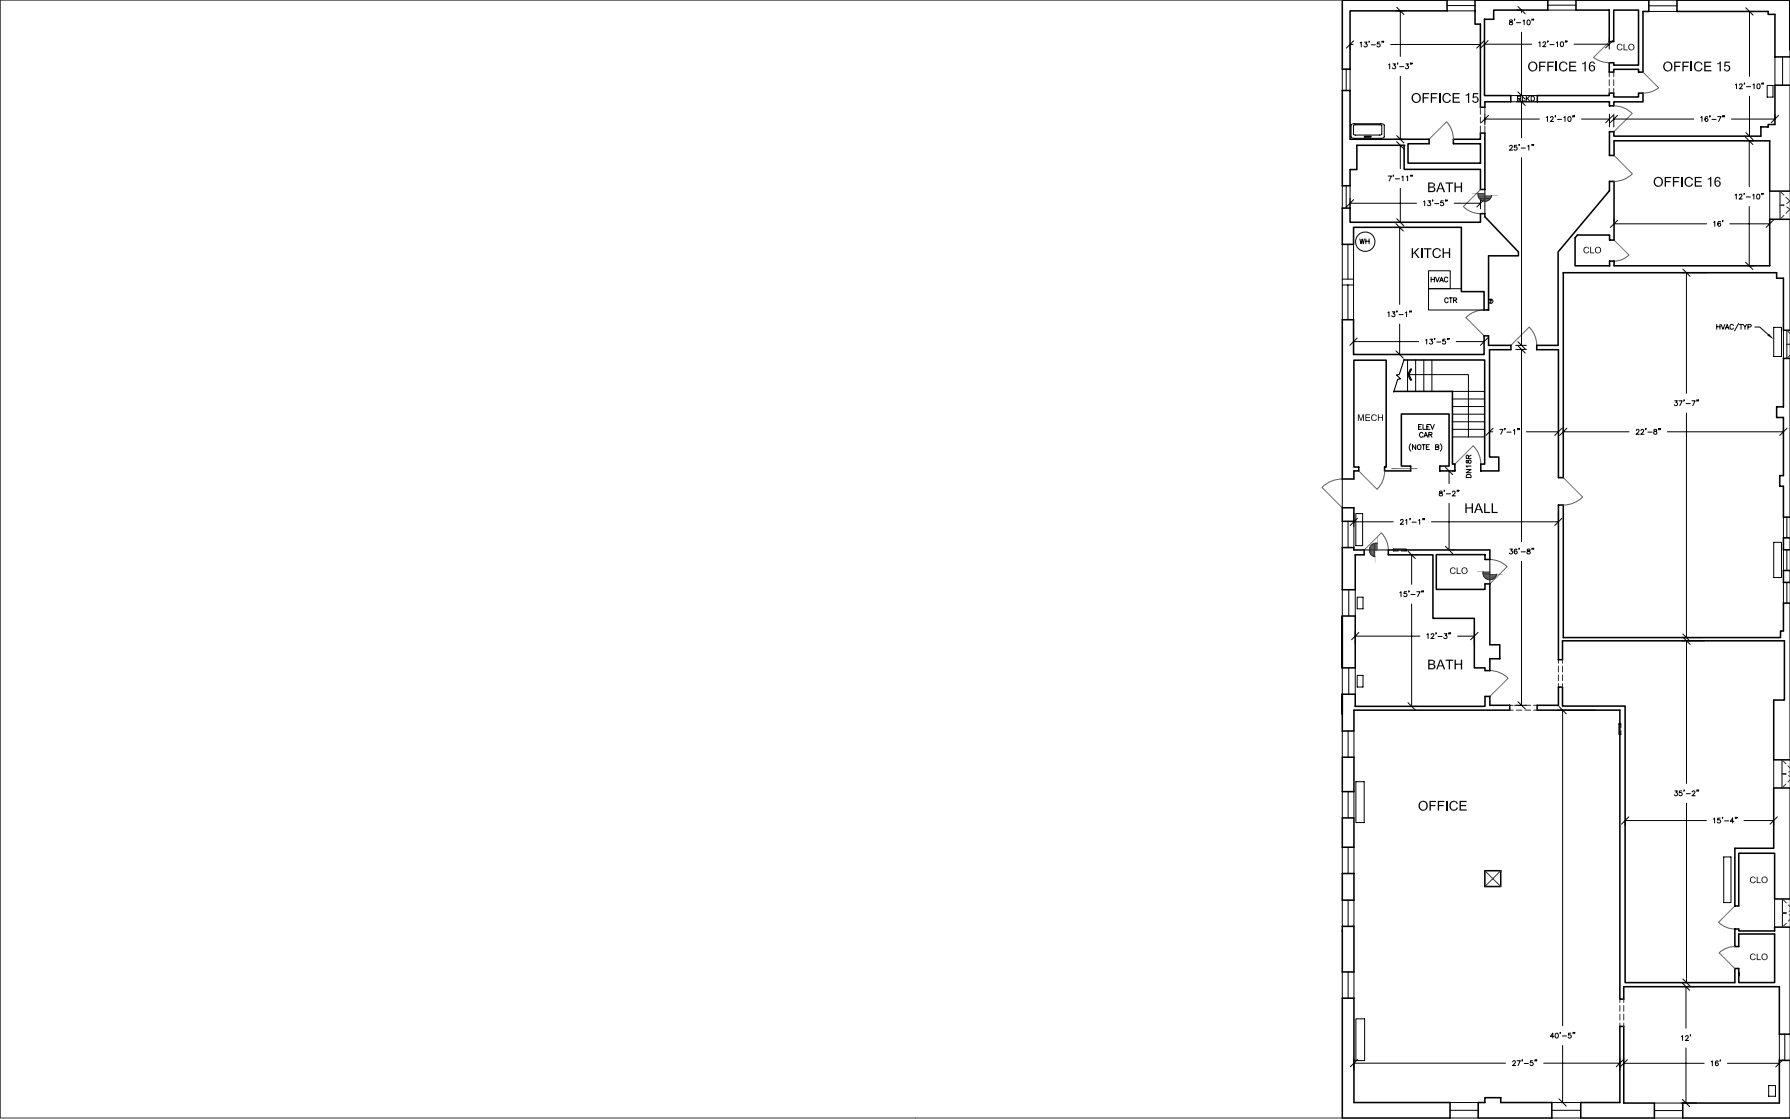 8'-10"
13'-5"
12'-10"
CLO
13'-3"
OFFICE 16
OFFICE 15
12'-10"
OFFICE 15
12'-10"
16'-7"
25'-1"
7'-11"
BATH
OFFICE 16
12'-10"
13'-5"
16'
WH
KITCH
CLO
HVAC
CTR
13'-1"
HVAC/TYP
13'-5"
37'-7"
MECH
ELEV
CAR
(NOTE B)
7'-1"
22'-8"
DN18R
8'-2"
HALL
21'-1"
36'-8"
CLO
15'-7"
12'-3"
BATH
35'-2"
OFFICE
15'-4"
CLO
CLO
40'-5"
12'
27'-5"
16'